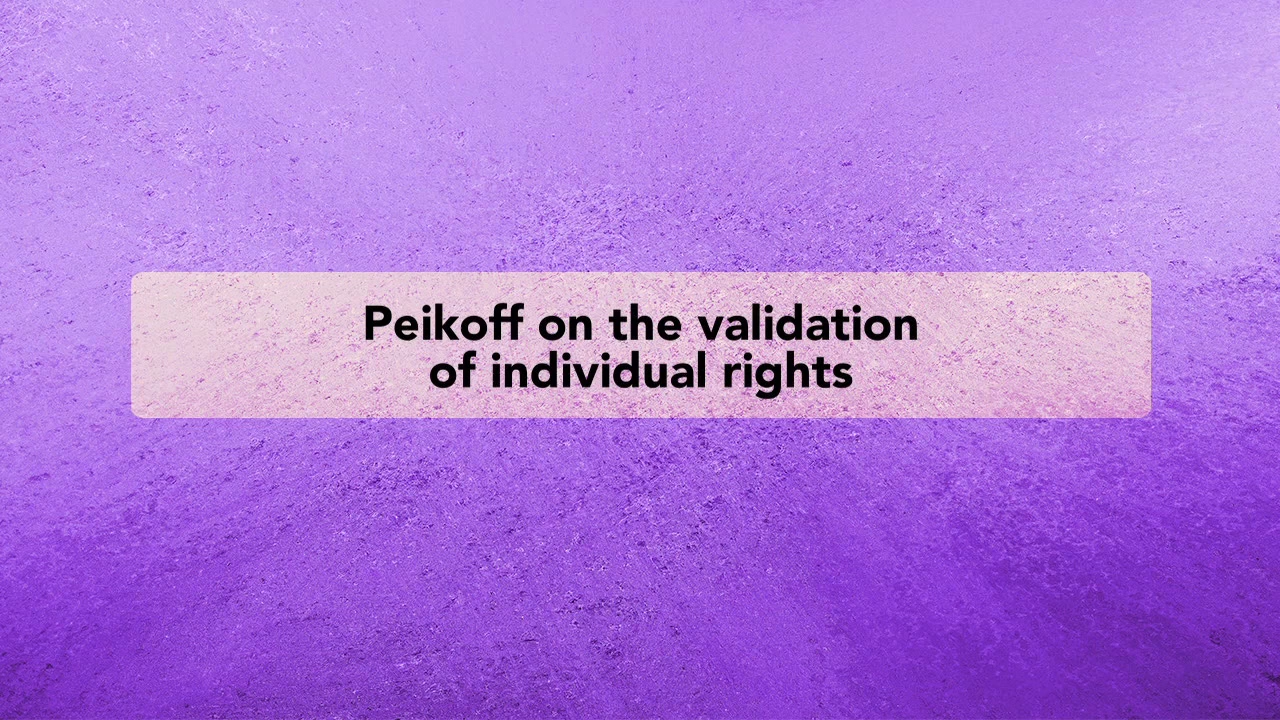 Peikoff on the validation
of individual rights